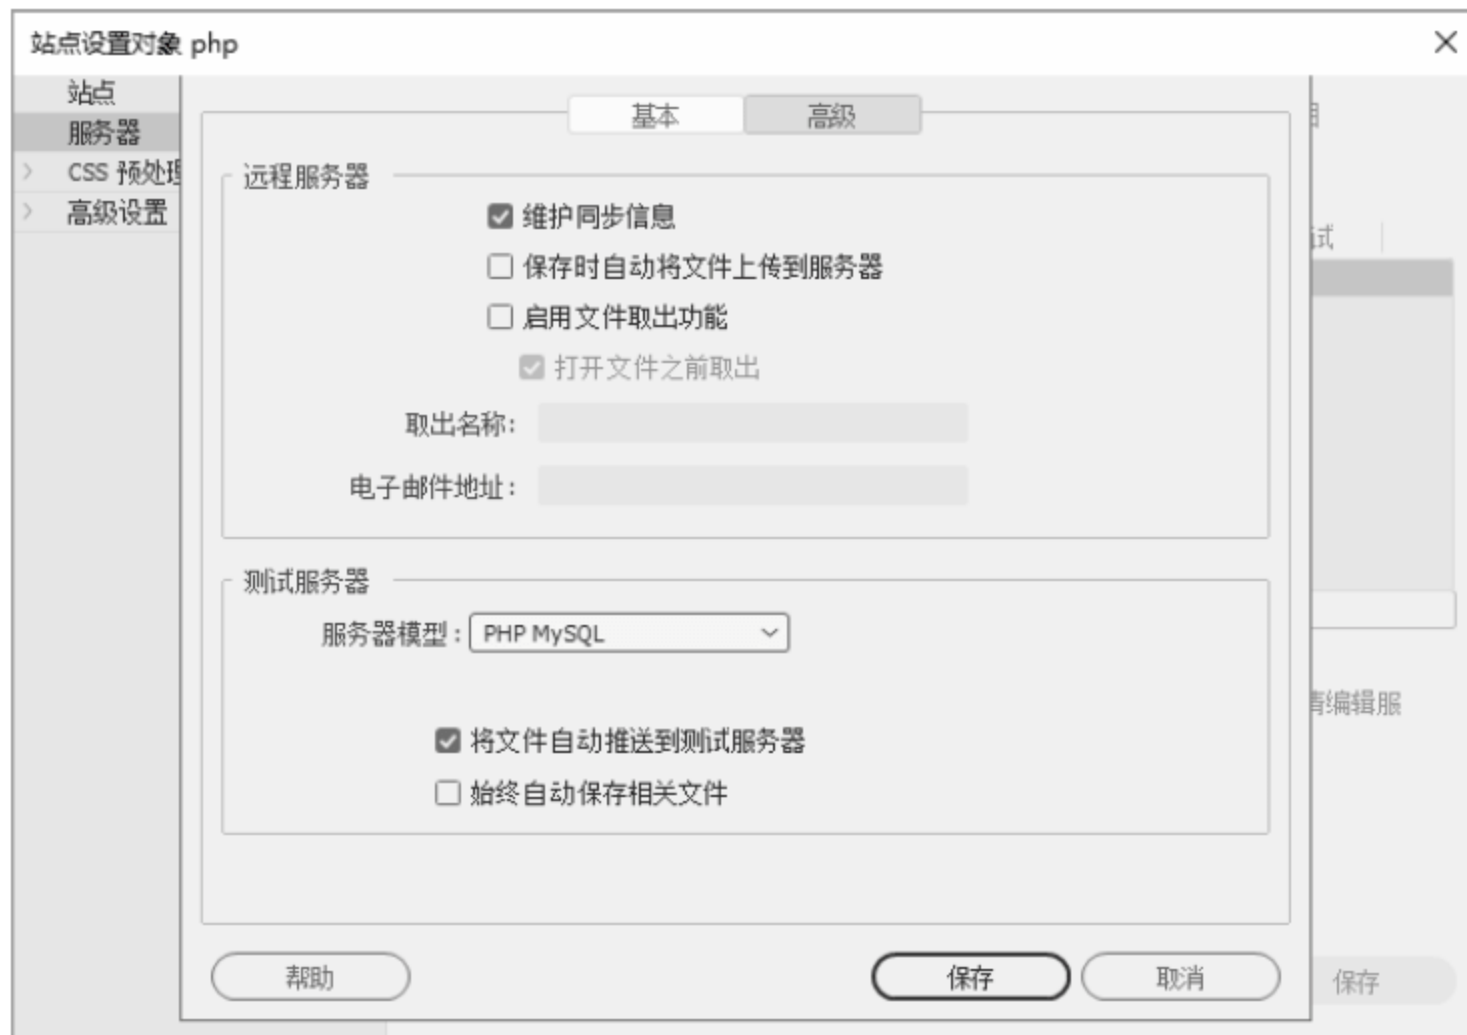 站点设置对象 php
站点
服务器
CSS 预处理
高级设置
基本
高级
远程服务器
维护同步信息
保存时自动将文件上传到服务器
启用文件取出功能
打开文件之前取出
取出名称:
电子邮件地址:
测试服务器
服务器模型: PHP MySQL
将文件自动推送到测试服务器
始终自动保存相关文件
帮助
保存
取消
试
编辑服
保存